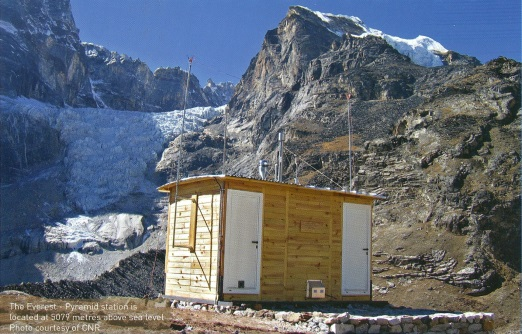 The Everest - Pyramid station is
located at 5079 metres above sea level
Photo courtesy of CNR